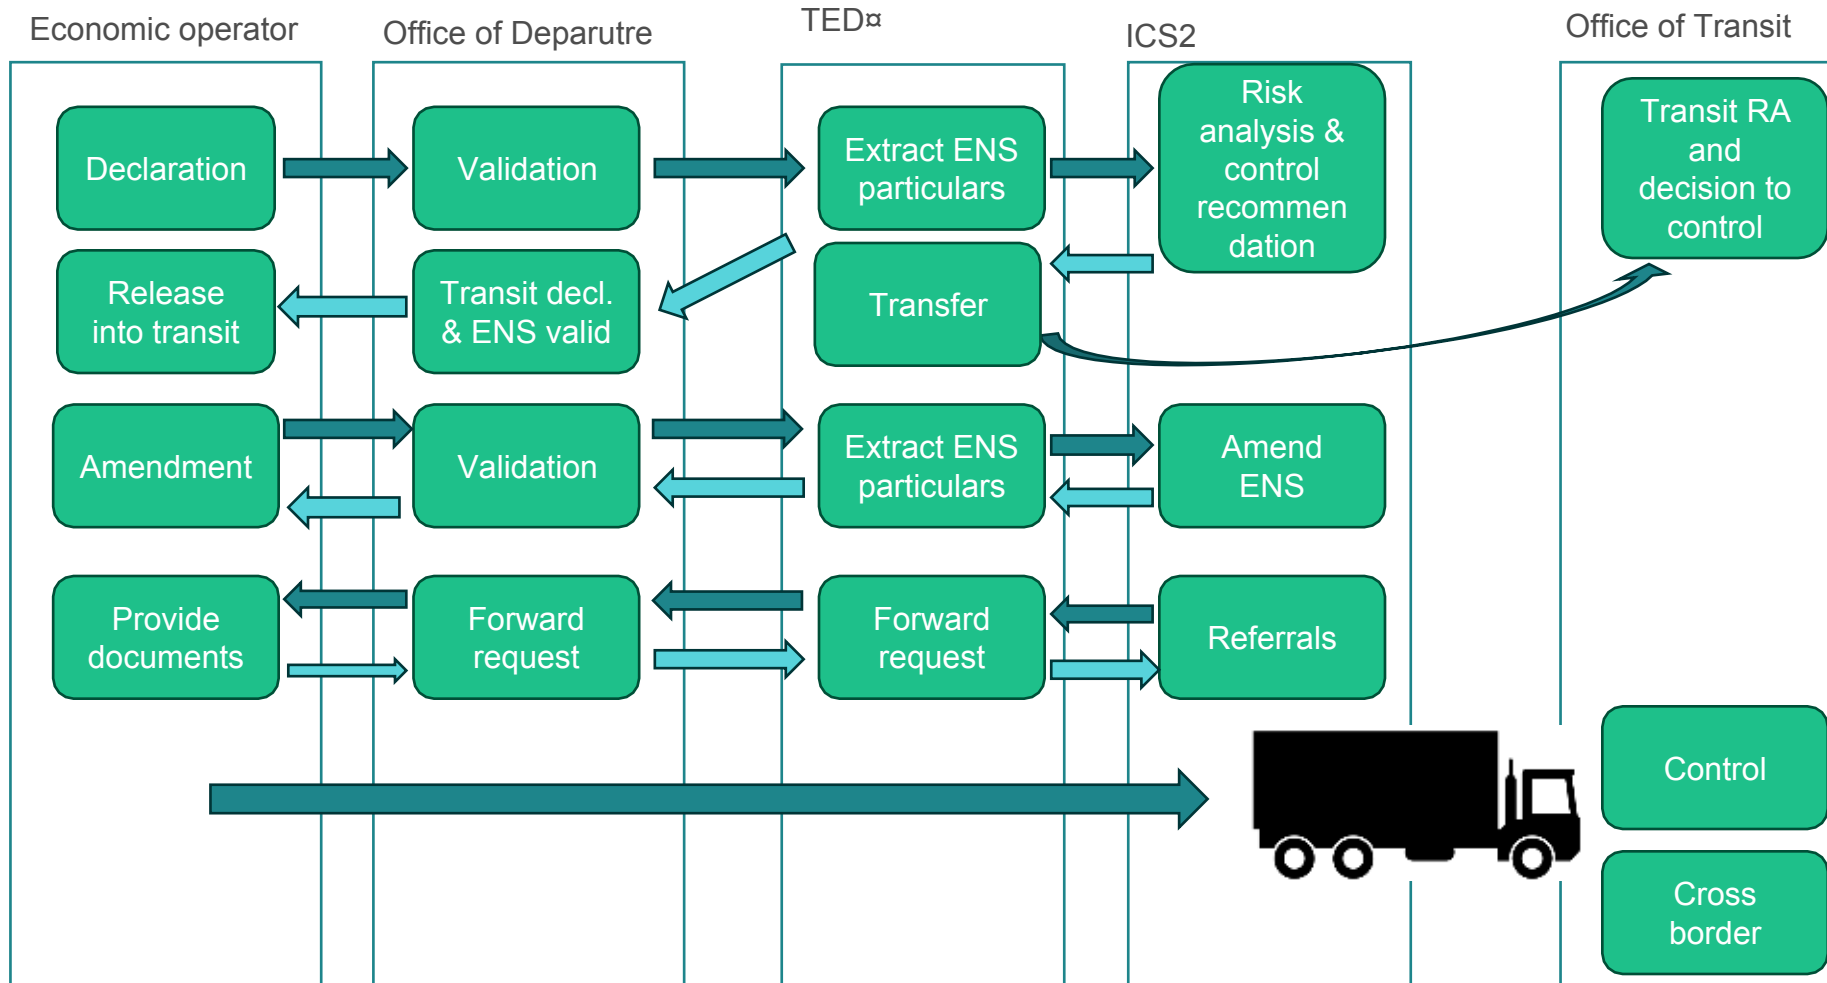 Economic operator
Office of Deparutre
TED¤
ICS2
Office of Transit
Declaration
Validation
Extract ENS
particulars
Risk
analysis &
control
recommen
dation
Transit RA
and
decision to
control
Release
into transit
Transit decl.
& ENS valid
Transfer
Amendment
Validation
Extract ENS
particulars
Amend
ENS
Provide
documents
Forward
request
Forward
request
Referrals
Control
Cross
border